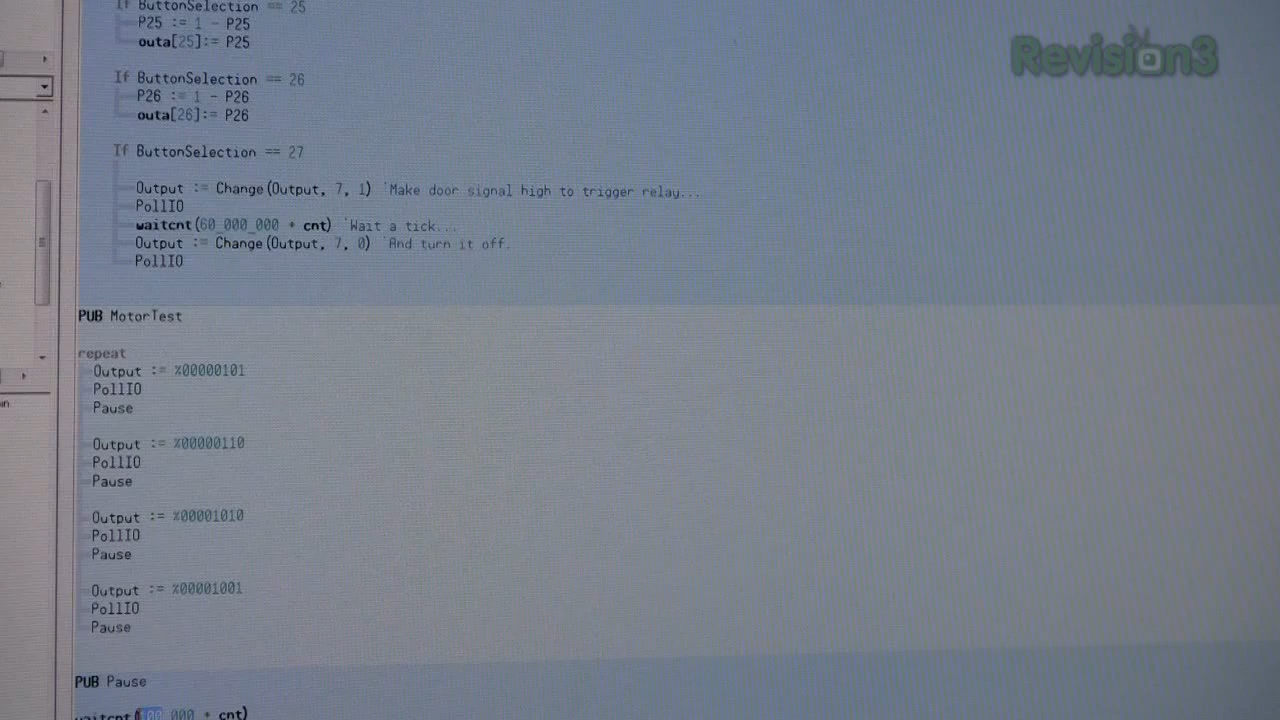 If ButtonSelection == 25
P25 := 1 - P25
outa[25]:= P25
If ButtonSelection == 26
P26 := 1 - P26
outa[26]:= P26
If ButtonSelection == 27
Output := Change(Output, 7, 1) 'Make door signal high to trigger relay...
PollIO
waitcnt(60_000_000 + cnt) 'Wait a tick...
Output := Change(Output, 7, 0) 'And turn it off.
PollIO
PUB MotorTest
repeat
Output := %00000101
PollIO
Pause
Output := %00000110
PollIO
Pause
Output := %00001010
PollIO
Pause
Output := %00001001
PollIO
Pause
PUB Pause
+ cnt)
Revision3